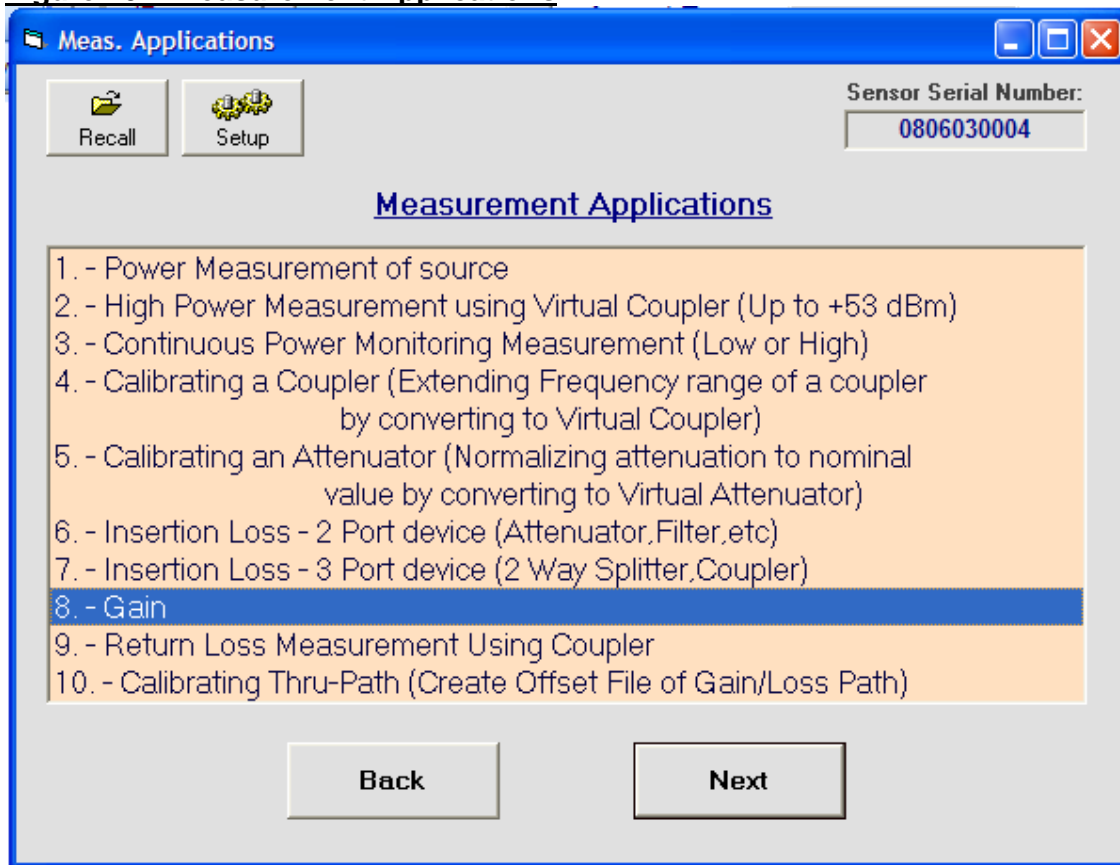 Meas. Applications
Recall
Setup
Sensor Serial Number:
0806030004
Measurement Applications
1. - Power Measurement of source
2. - High Power Measurement using Virtual Coupler (Up to +53 dBm)
3. - Continuous Power Monitoring Measurement (Low or High)
4. - Calibrating a Coupler (Extending Frequency range of a coupler
by converting to Virtual Coupler)
5. - Calibrating an Attenuator (Normalizing attenuation to nominal
value by converting to Virtual Attenuator)
6. - Insertion Loss - 2 Port device (Attenuator,Filter,etc)
7. - Insertion Loss - 3 Port device (2 Way Splitter,Coupler)
8. - Gain
9. - Return Loss Measurement Using Coupler
10. - Calibrating Thru-Path (Create Offset File of Gain/Loss Path)
Back
Next